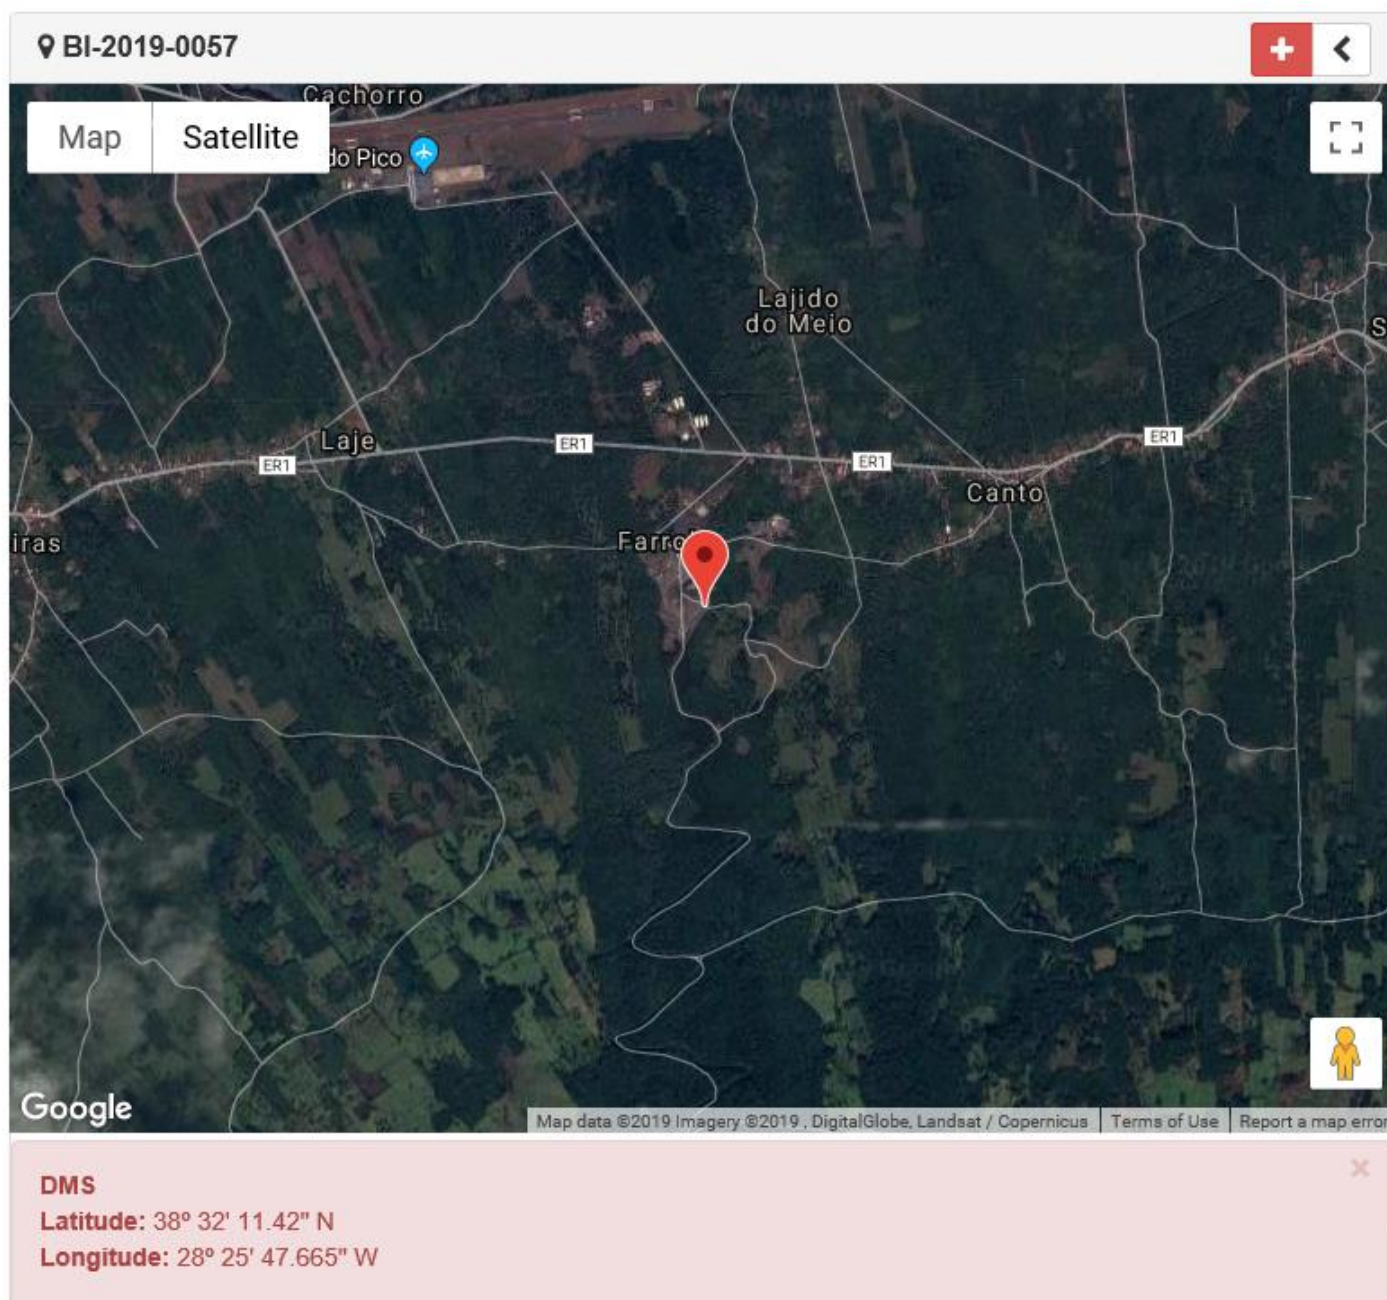 BI-2019-0057
Cachorro
Map
Satellite
do Pico
Lajido
do Meio
S
Laje
ER1
ER1
ER1
ER1
Canto
iras
Farro
Google
Map data ©2019 Imagery ©2019 , DigitalGlobe, Landsat / Copernicus
Terms of Use
Report a map error
DMS
Latitude: 38º 32' 11.42" N
Longitude: 28º 25' 47.665" W